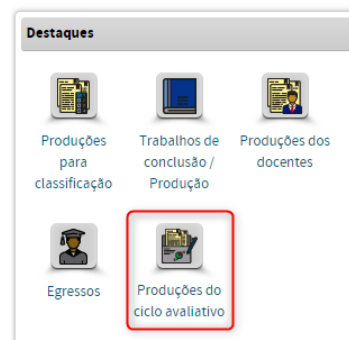 Destaques
Produções
para
classificação
Trabalhos de
conclusão /
Produção
Produções dos
docentes
Egressos
Produções do
ciclo avaliativo